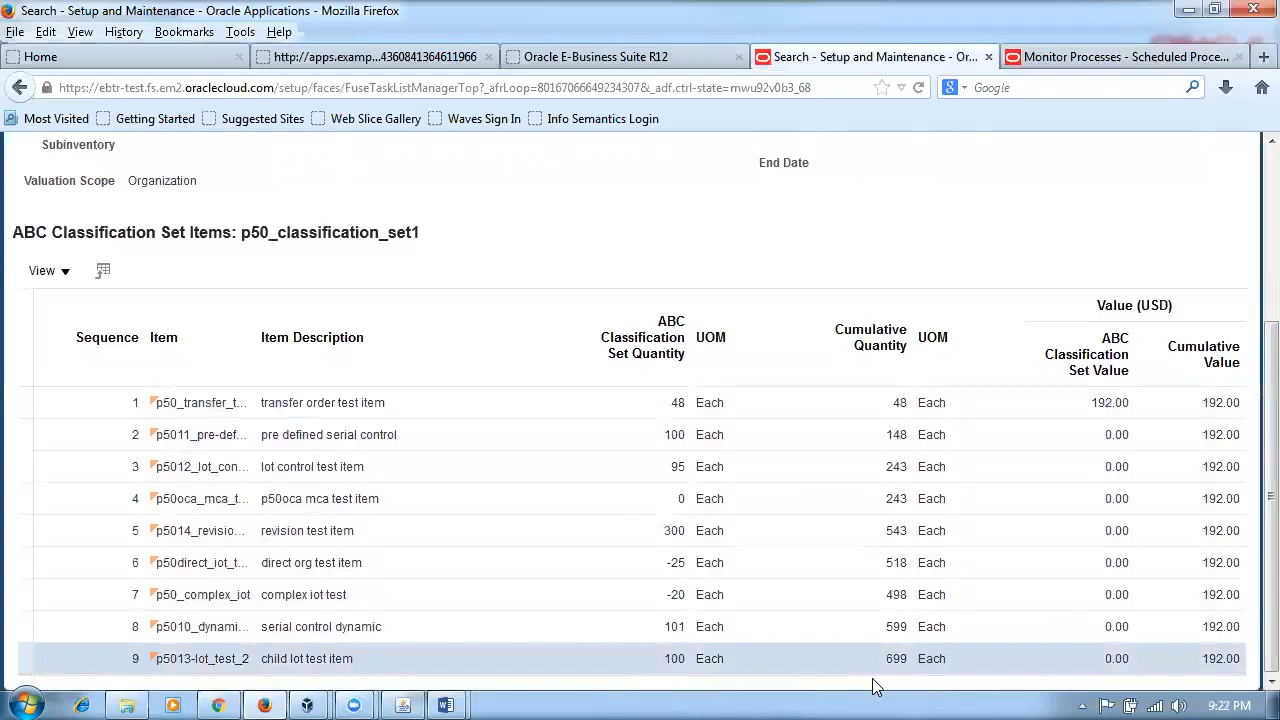 Search - Setup and Maintenance - Oracle Applications - Mozilla Firefox
File Edit View History Bookmarks Tools Help
Home http://apps.examp...4360841364611966 Oracle E-Business Suite R12 Search - Setup and Maintenance - Or... Monitor Processes - Scheduled Proce...
https://ebtr-test.fs.em2.oraclecloud.com/setup/faces/FuseTaskListManagerTop?_afrLoop=80167066649234307&_adf.ctrl-state=mwu92v0b3_68 Google
Most Visited Getting Started Suggested Sites Web Slice Gallery Waves Sign In Info Semantics Login
Subinventory
End Date
Valuation Scope Organization
ABC Classification Set Items: p50_classification_set1
View
Value (USD)
Sequence Item Item Description ABC Classification Set Quantity UOM Cumulative Quantity UOM ABC Classification Set Value Cumulative Value
1 p50_transfer_t... transfer order test item 48 Each 48 Each 192.00 192.00
2 p5011_pre-def... pre defined serial control 100 Each 148 Each 0.00 192.00
3 p5012_lot_con... lot control test item 95 Each 243 Each 0.00 192.00
4 p50oca_mca_t... p50oca mca test item 0 Each 243 Each 0.00 192.00
5 p5014_revisio... revision test item 300 Each 543 Each 0.00 192.00
6 p50direct_iot_t... direct org test item -25 Each 518 Each 0.00 192.00
7 p50_complex_iot complex iot test -20 Each 498 Each 0.00 192.00
8 p5010_dynami... serial control dynamic 101 Each 599 Each 0.00 192.00
9 p5013-lot_test_2 child lot test item 100 Each 699 Each 0.00 192.00
9:27 PM